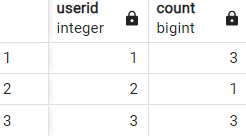 userid count
integer bigint
1 1 3
2 2 1
3 3 3